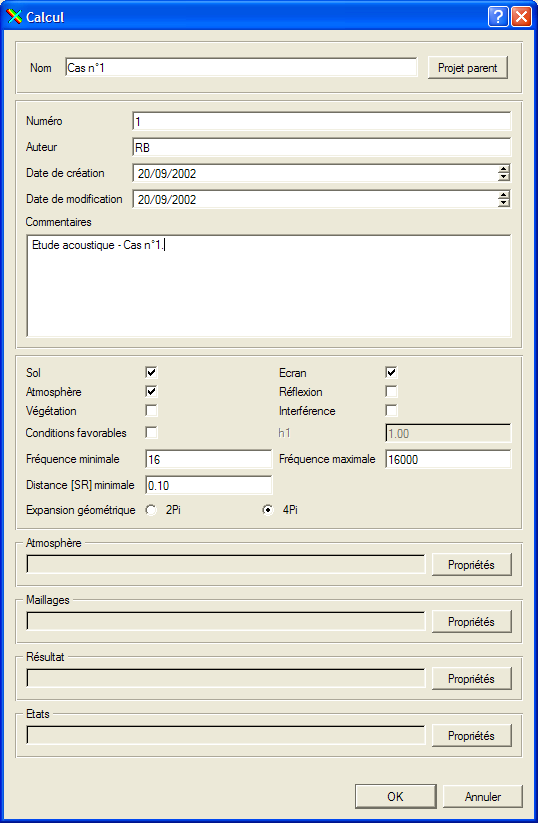 Calcul
Nom Cas n°1 Projet parent
Numéro 1
Auteur RB
Date de création 20/09/2002
Date de modification 20/09/2002
Commentaires
Etude acoustique - Cas n°1.
Sol Ecran
Atmosphère Réflexion
Végétation Interférence
Conditions favorables h1 1.00
Fréquence minimale 16 Fréquence maximale 16000
Distance [SR] minimale 0.10
Expansion géométrique 2Pi 4Pi
Atmosphère
Propriétés
Maillages
Propriétés
Résultat
Propriétés
Etats
Propriétés
OK Annuler